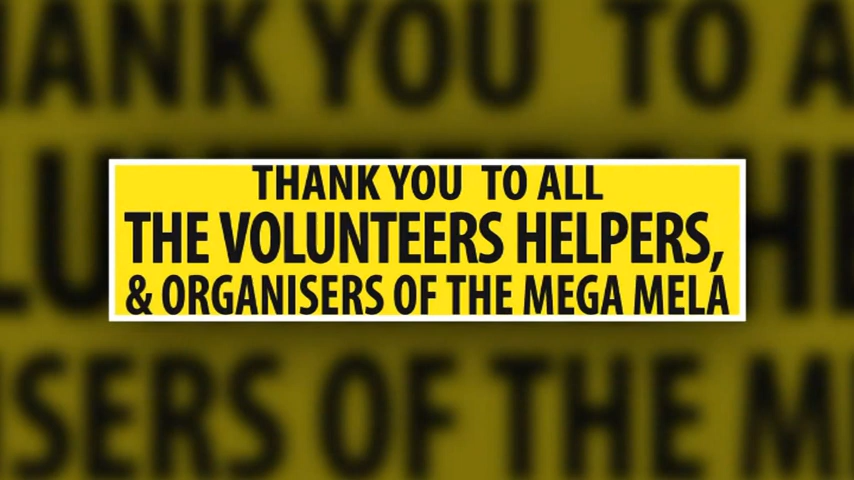 THANK YOU TO ALL
THE VOLUNTEERS HELPERS,
& ORGANISERS OF THE MEGA MELA